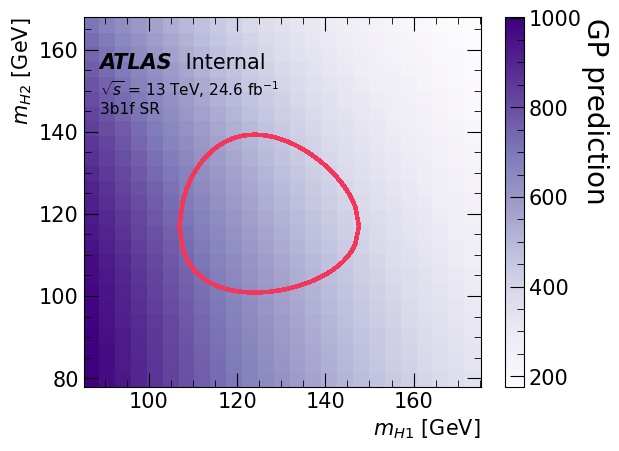 ATLAS Internal
√s = 13 TeV, 24.6 fb⁻¹
3b1f SR
m_H2 [GeV]
160
140
120
100
80
100
120
140
160
m_H1 [GeV]
1000
800
600
400
200
GP prediction